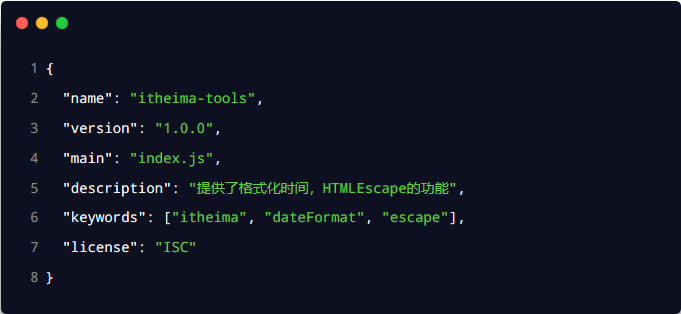 1 {
2 "name": "itheima-tools",
3 "version": "1.0.0",
4 "main": "index.js",
5 "description": "提供了格式化时间，HTMLEscape的功能",
6 "keywords": ["itheima", "dateFormat", "escape"],
7 "license": "ISC"
8 }